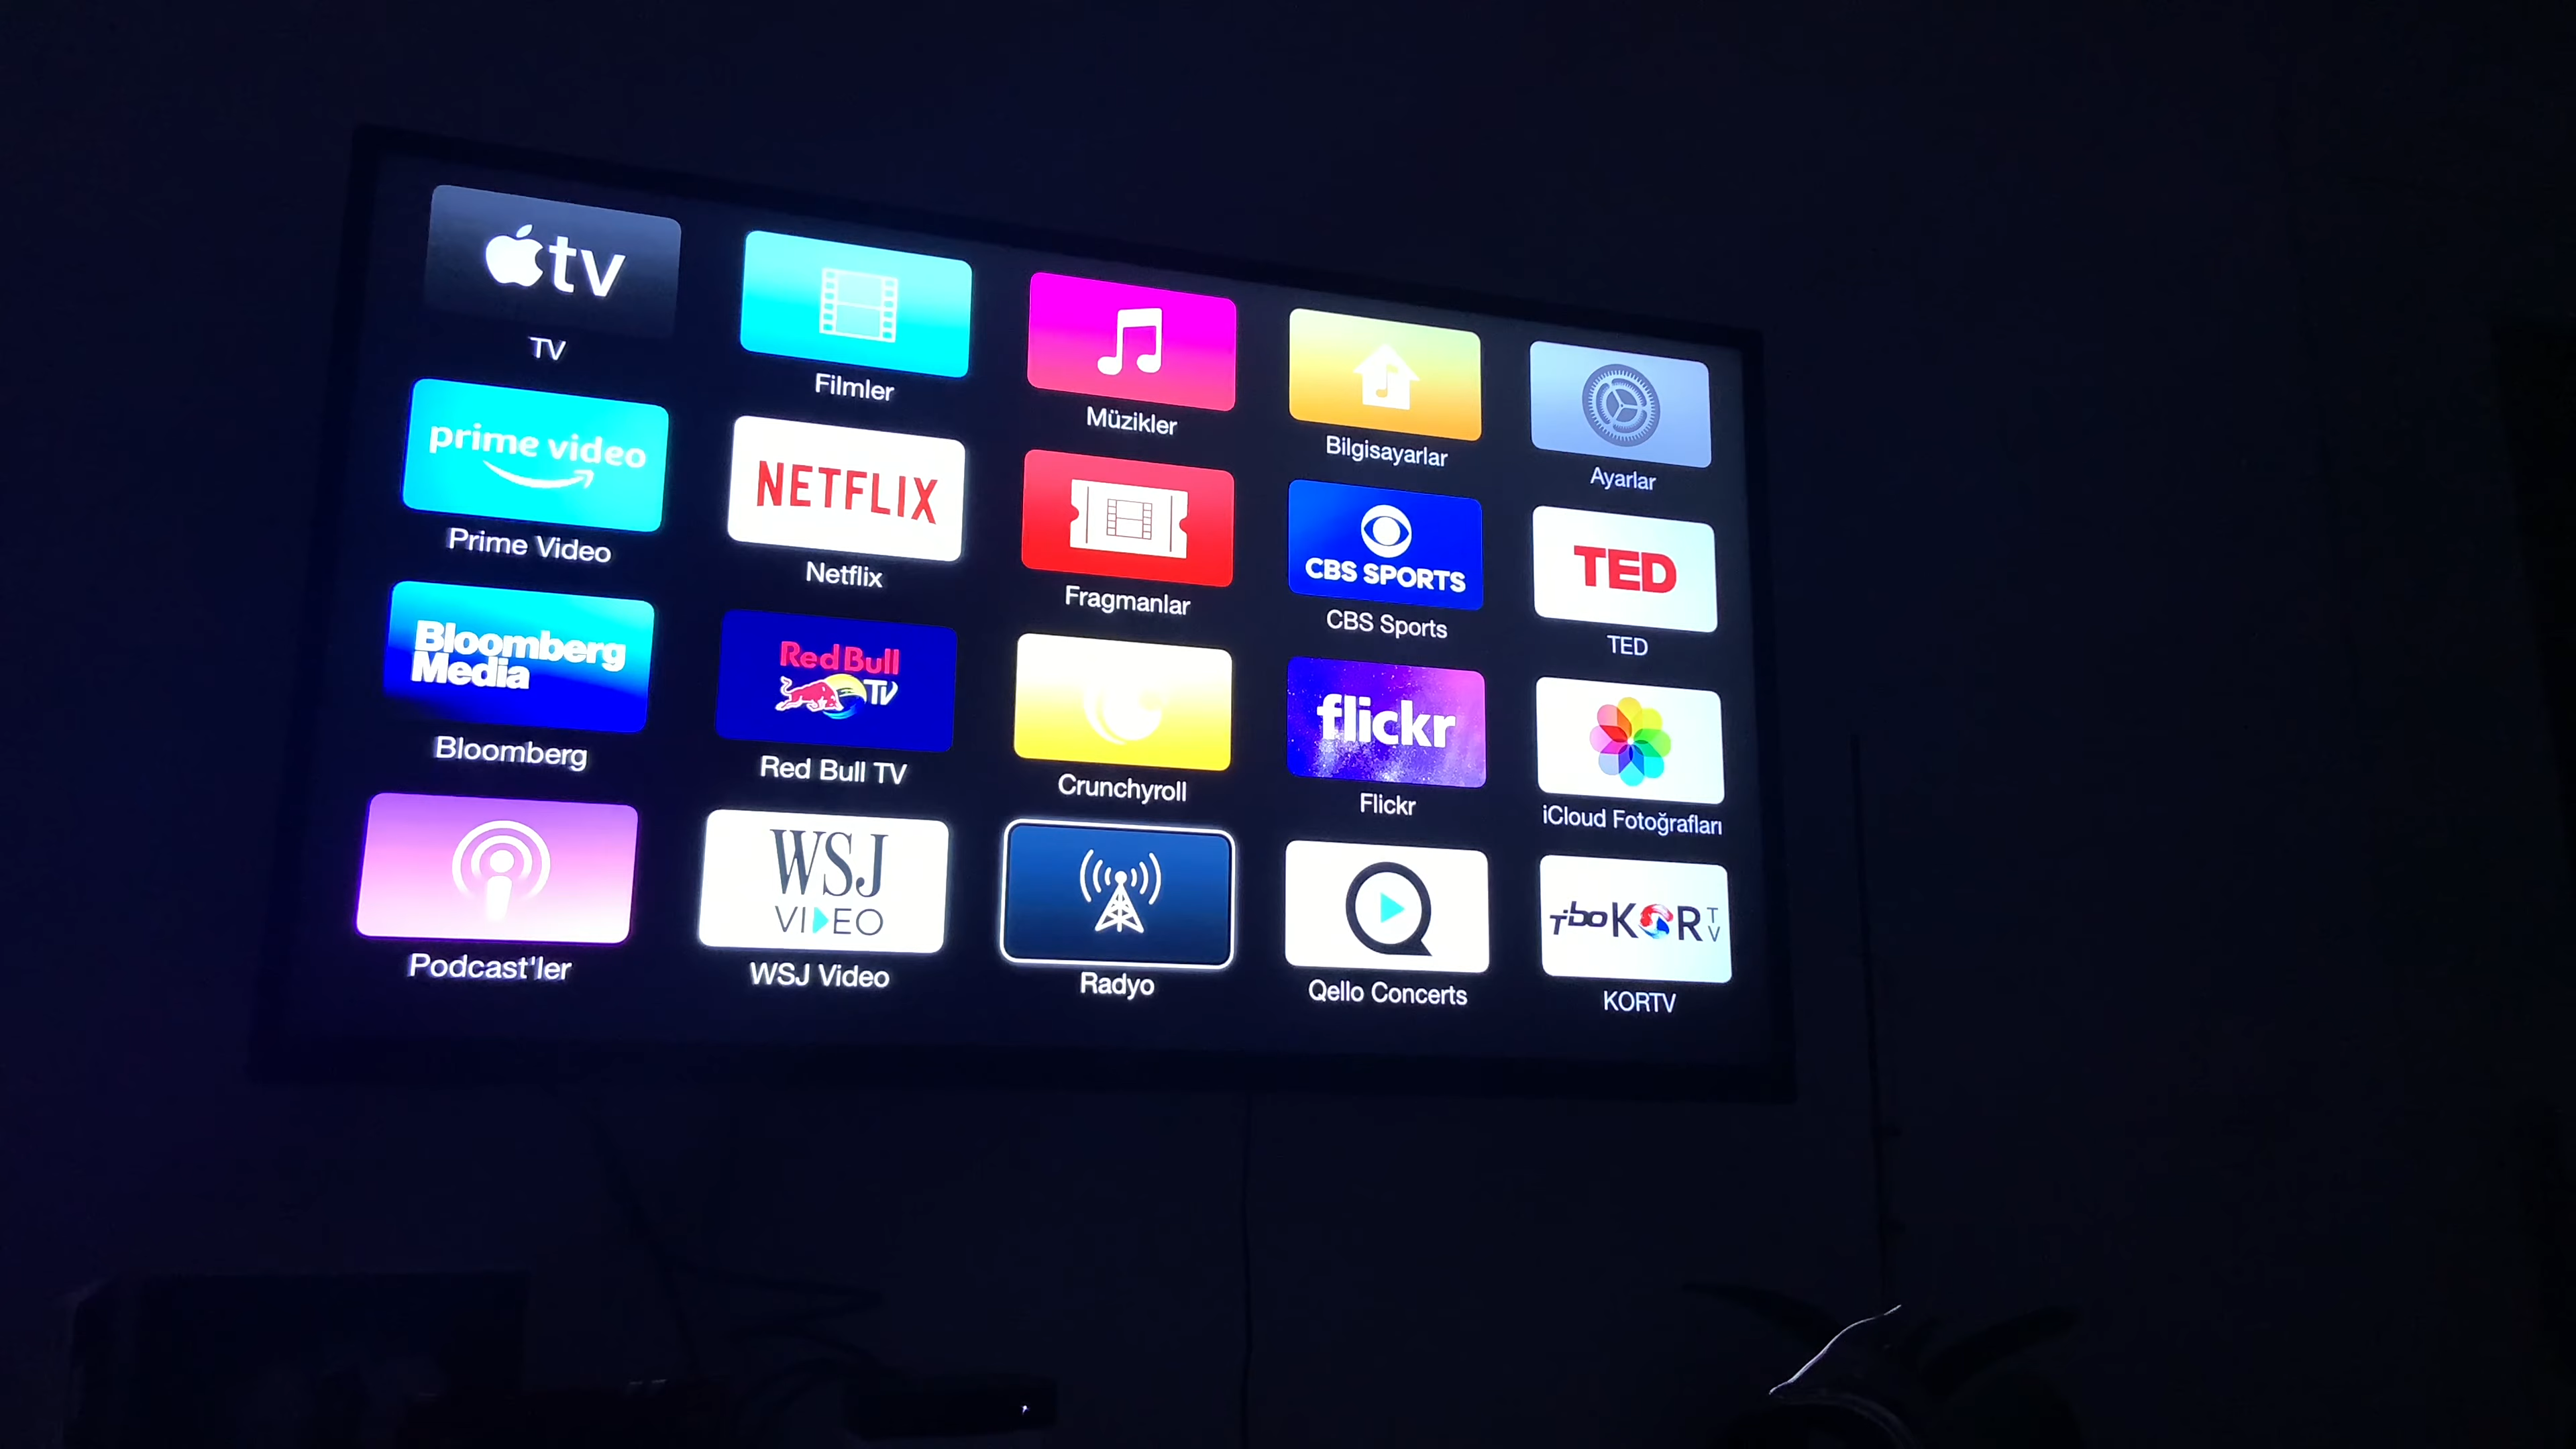 tv
TV
Filmler
Müzikler
Bilgisayarlar
Ayarlar
prime video
Prime Video
NETFLIX
Netflix
Fragmanlar
CBS SPORTS
CBS Sports
TED
TED
Bloomberg
Media
Bloomberg
Red Bull
TV
Red Bull TV
Crunchyroll
flickr
Flickr
iCloud Fotoğrafları
Podcast'ler
WSJ
VIDEO
WSJ Video
Radyo
Qello Concerts
Tibo KORTV
KORTV